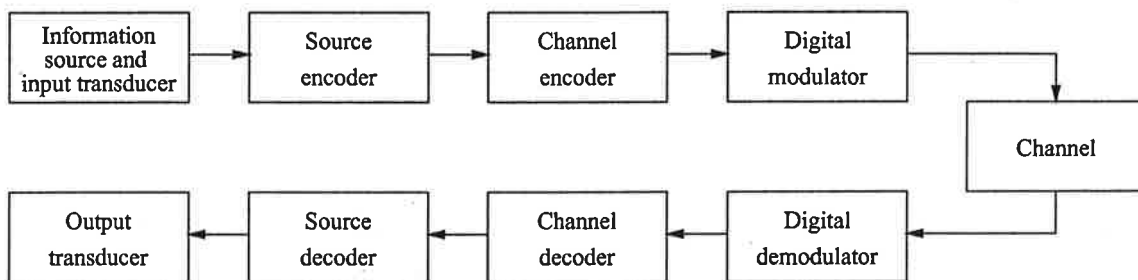 Information
source and
input transducer
Source
encoder
Channel
encoder
Digital
modulator
Channel
Output
transducer
Source
decoder
Channel
decoder
Digital
demodulator